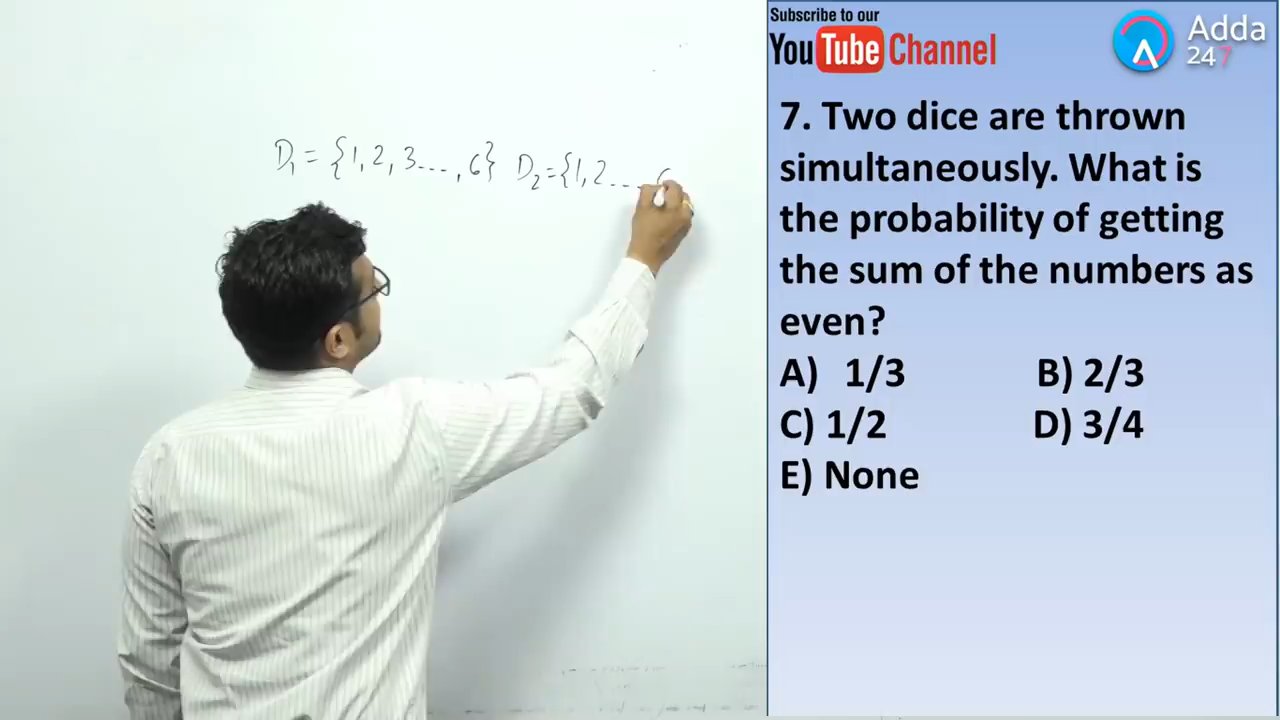 D₁ = {1, 2, 3 - - - , 6} D₂ = {1, 2 - - - 6
Subscribe to our
YouTube Channel
Adda
247
7. Two dice are thrown
simultaneously. What is
the probability of getting
the sum of the numbers as
even?
A) 1/3 B) 2/3
C) 1/2 D) 3/4
E) None